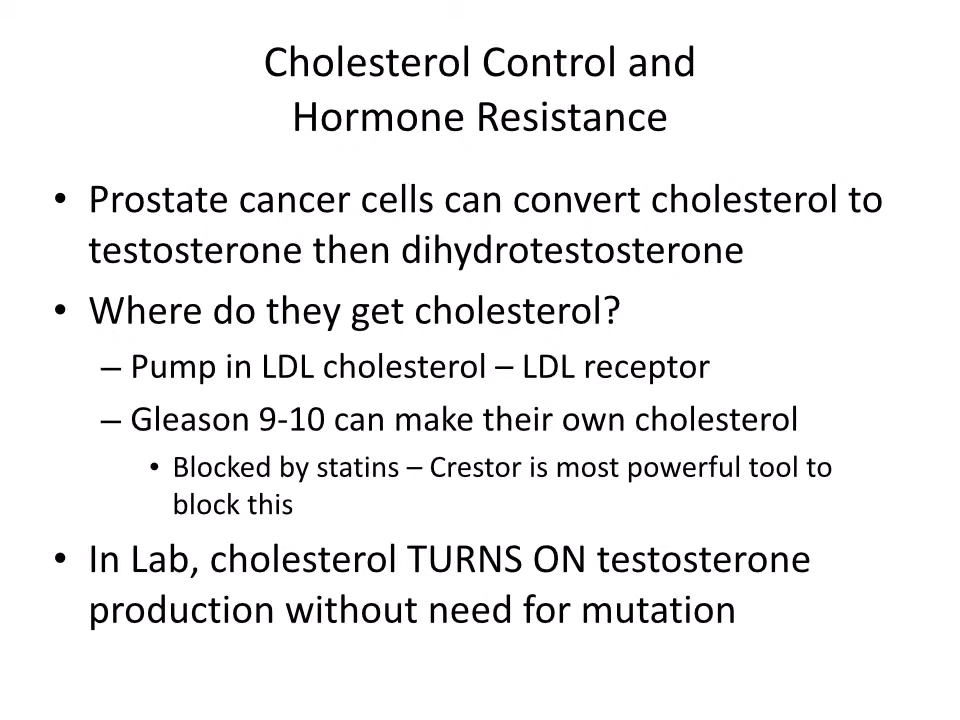 Cholesterol Control and
Hormone Resistance
• Prostate cancer cells can convert cholesterol to
testosterone then dihydrotestosterone
• Where do they get cholesterol?
– Pump in LDL cholesterol – LDL receptor
– Gleason 9-10 can make their own cholesterol
• Blocked by statins – Crestor is most powerful tool to
block this
• In Lab, cholesterol TURNS ON testosterone
production without need for mutation